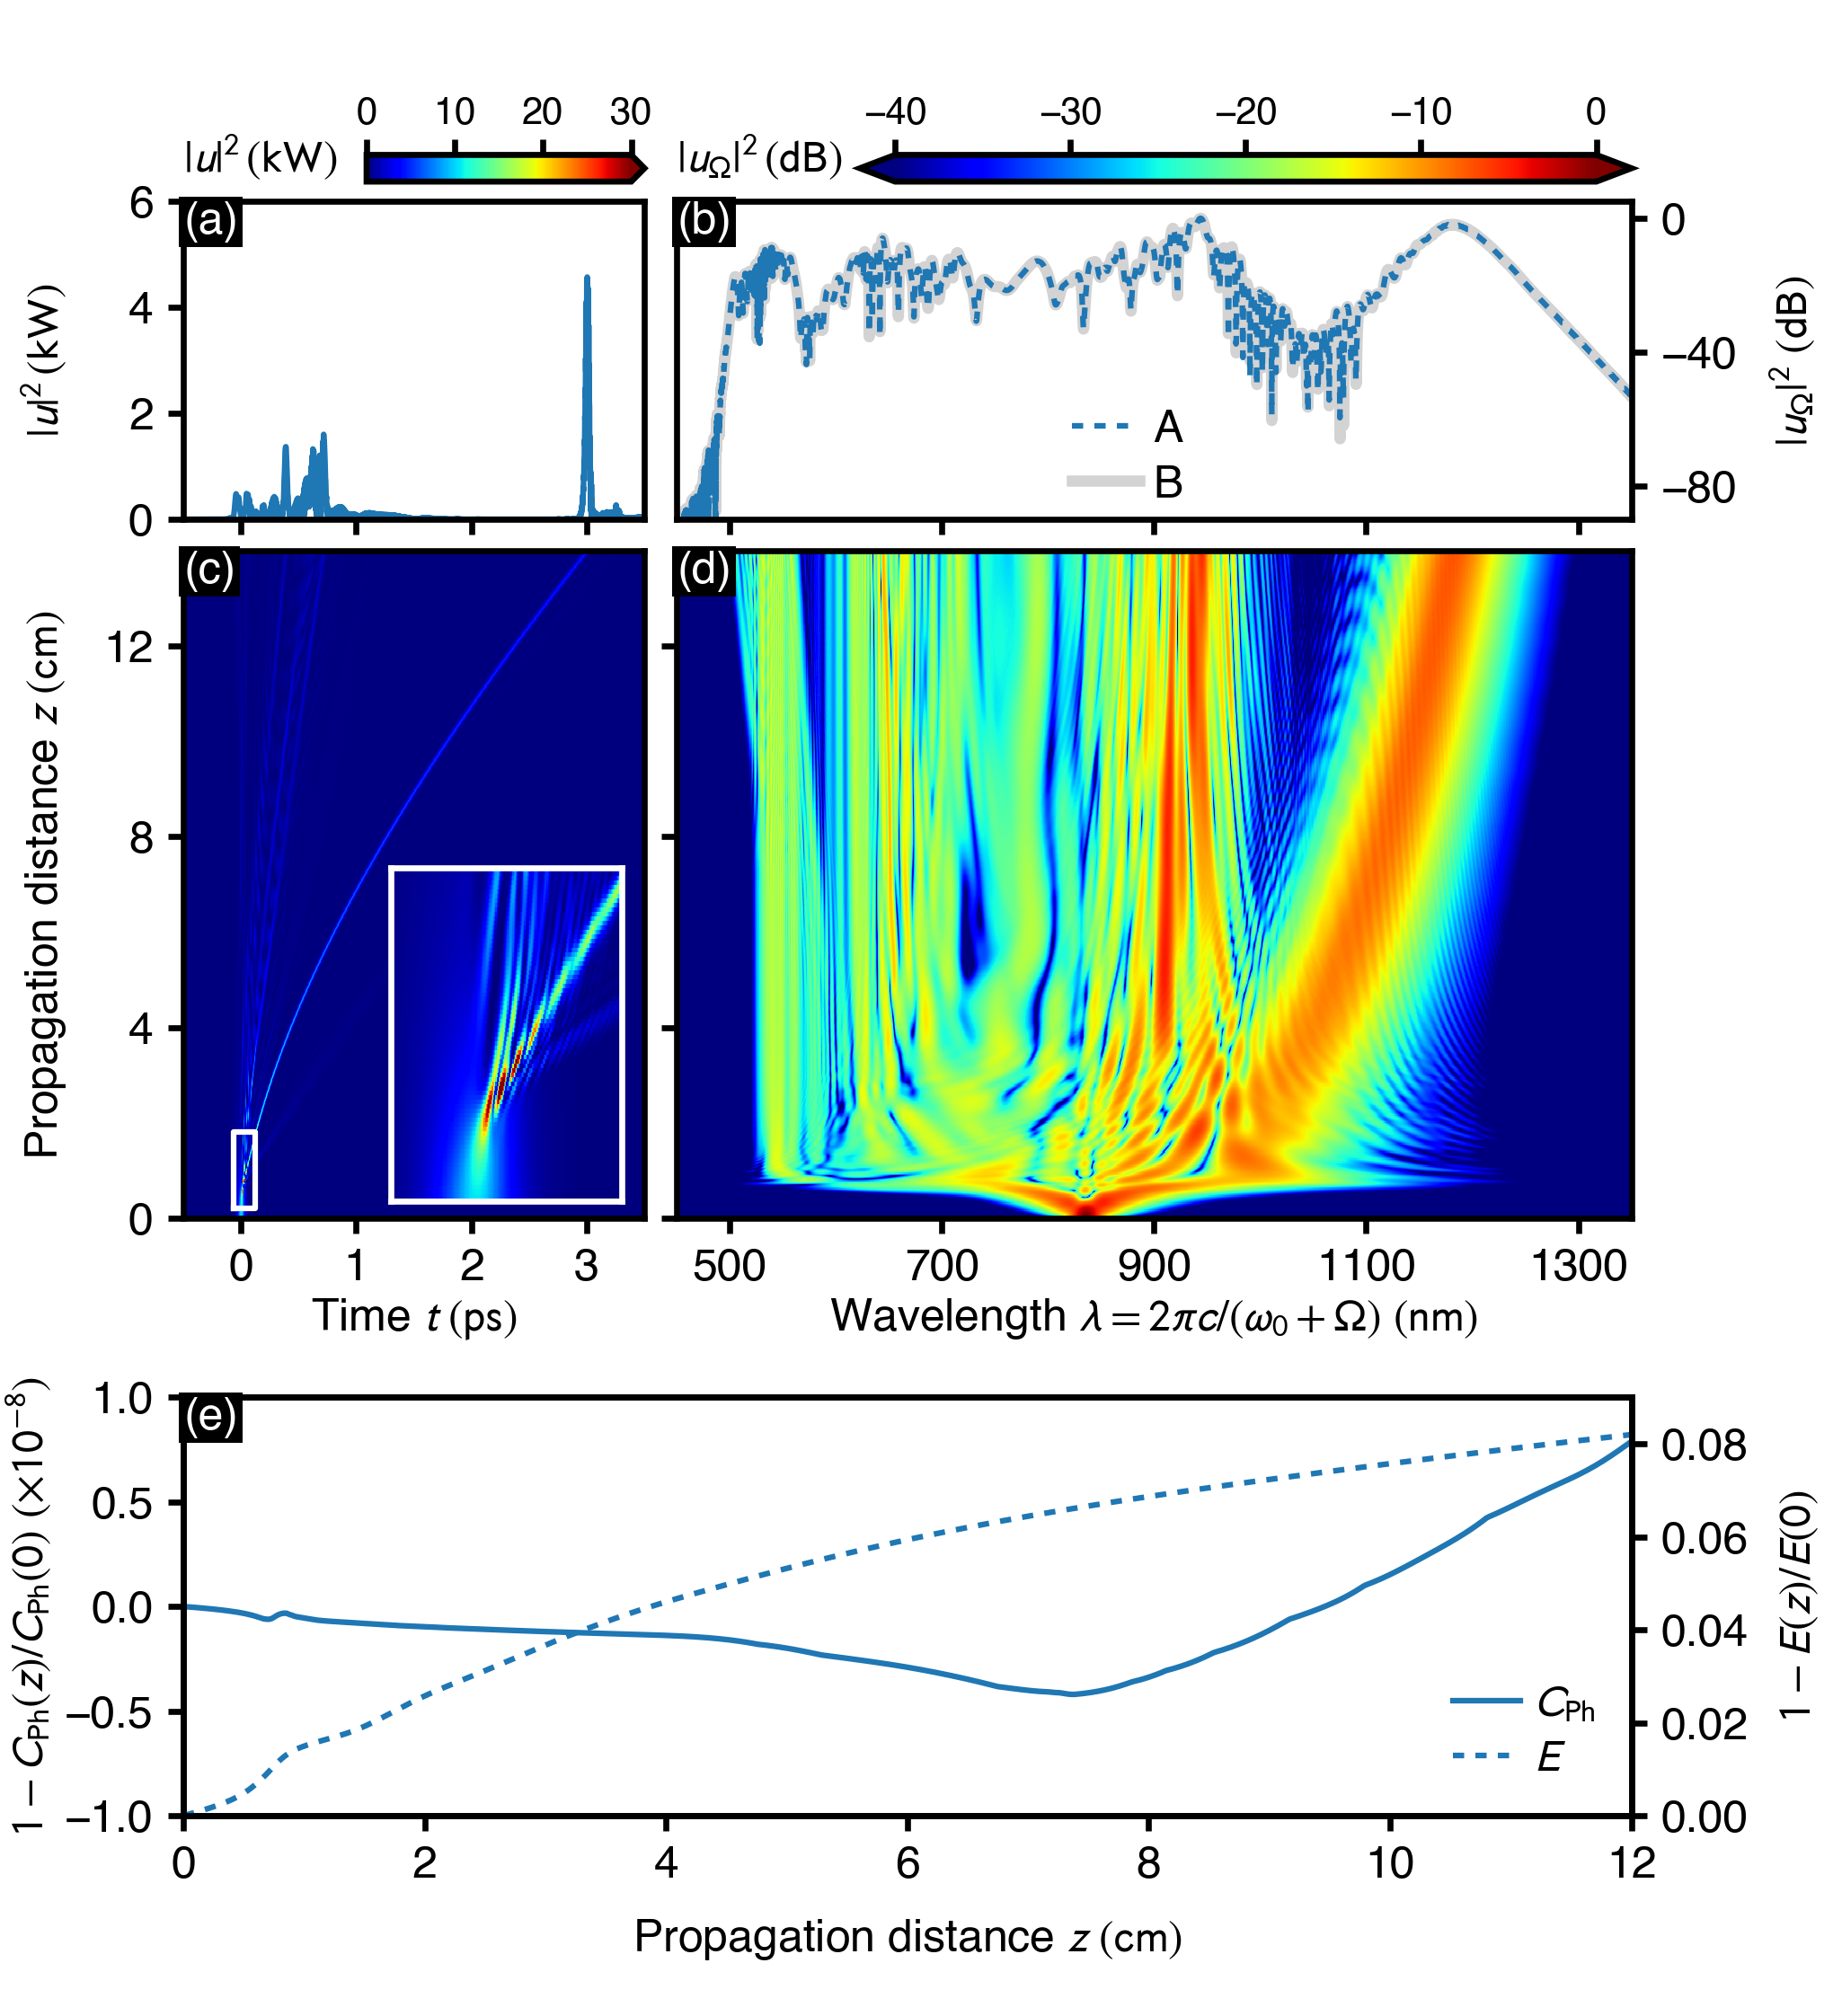 0 10 20 30
−40 −30 −20 −10 0
|u|² (kW)
|u_Ω|² (dB)
(a)
6
4
2
0
|u|² (kW)
(b)
A
B
0
−40
−80
|u_Ω|² (dB)
(c)
12
8
4
0
Propagation distance z (cm)
0 1 2 3
Time t (ps)
(d)
500 700 900 1100 1300
Wavelength λ = 2πc/(ω₀ + Ω) (nm)
(e)
1.0
0.5
0.0
−0.5
−1.0
1 − C_Ph(z)/C_Ph(0) (×10⁻⁸)
C_Ph
E
0.08
0.06
0.04
0.02
0.00
1 − E(z)/E(0)
0 2 4 6 8 10 12
Propagation distance z (cm)